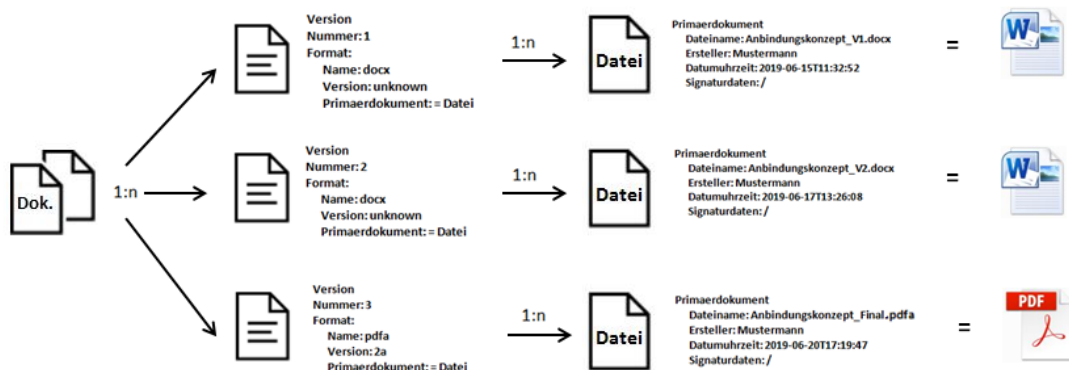 Version
Nummer: 1
Format:
Name: docx
Version: unknown
Primaerdokument: = Datei
1:n
Datei
Primaerdokument
Dateiname: Anbindungskonzept_V1.docx
Ersteller: Mustermann
Datumuhrzeit: 2019-06-15T11:32:52
Signaturdaten: /
=
W
Dok.
1:n
Version
Nummer: 2
Format:
Name: docx
Version: unknown
Primaerdokument: = Datei
1:n
Datei
Primaerdokument
Dateiname: Anbindungskonzept_V2.docx
Ersteller: Mustermann
Datumuhrzeit: 2019-06-17T13:26:08
Signaturdaten: /
=
W
Version
Nummer: 3
Format:
Name: pdfa
Version: 2a
Primaerdokument: = Datei
1:n
Datei
Primaerdokument
Dateiname: Anbindungskonzept_Final.pdfa
Ersteller: Mustermann
Datumuhrzeit: 2019-06-20T17:19:47
Signaturdaten: /
=
PDF